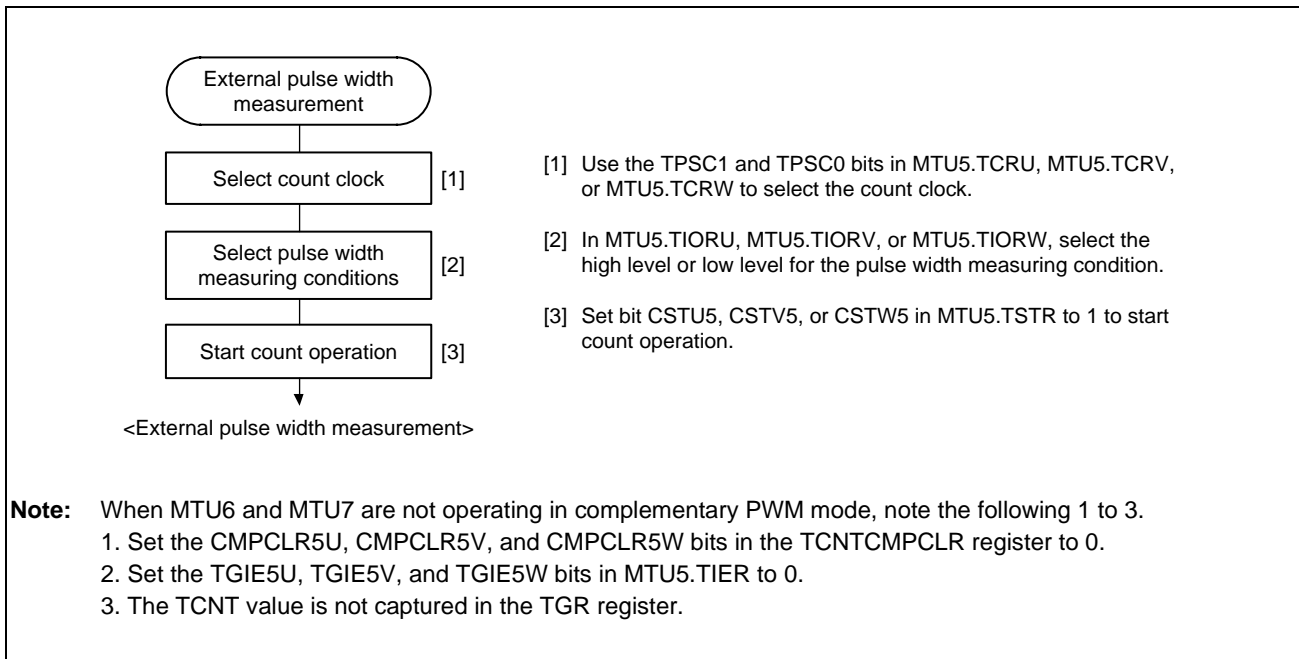 External pulse width
measurement
Select count clock [1]
Select pulse width
measuring conditions [2]
Start count operation [3]
<External pulse width measurement>
[1] Use the TPSC1 and TPSC0 bits in MTU5.TCRU, MTU5.TCRV,
or MTU5.TCRW to select the count clock.
[2] In MTU5.TIORU, MTU5.TIORV, or MTU5.TIORW, select the
high level or low level for the pulse width measuring condition.
[3] Set bit CSTU5, CSTV5, or CSTW5 in MTU5.TSTR to 1 to start
count operation.
Note: When MTU6 and MTU7 are not operating in complementary PWM mode, note the following 1 to 3.
1. Set the CMPCLR5U, CMPCLR5V, and CMPCLR5W bits in the TCNTCMPCLR register to 0.
2. Set the TGIE5U, TGIE5V, and TGIE5W bits in MTU5.TIER to 0.
3. The TCNT value is not captured in the TGR register.